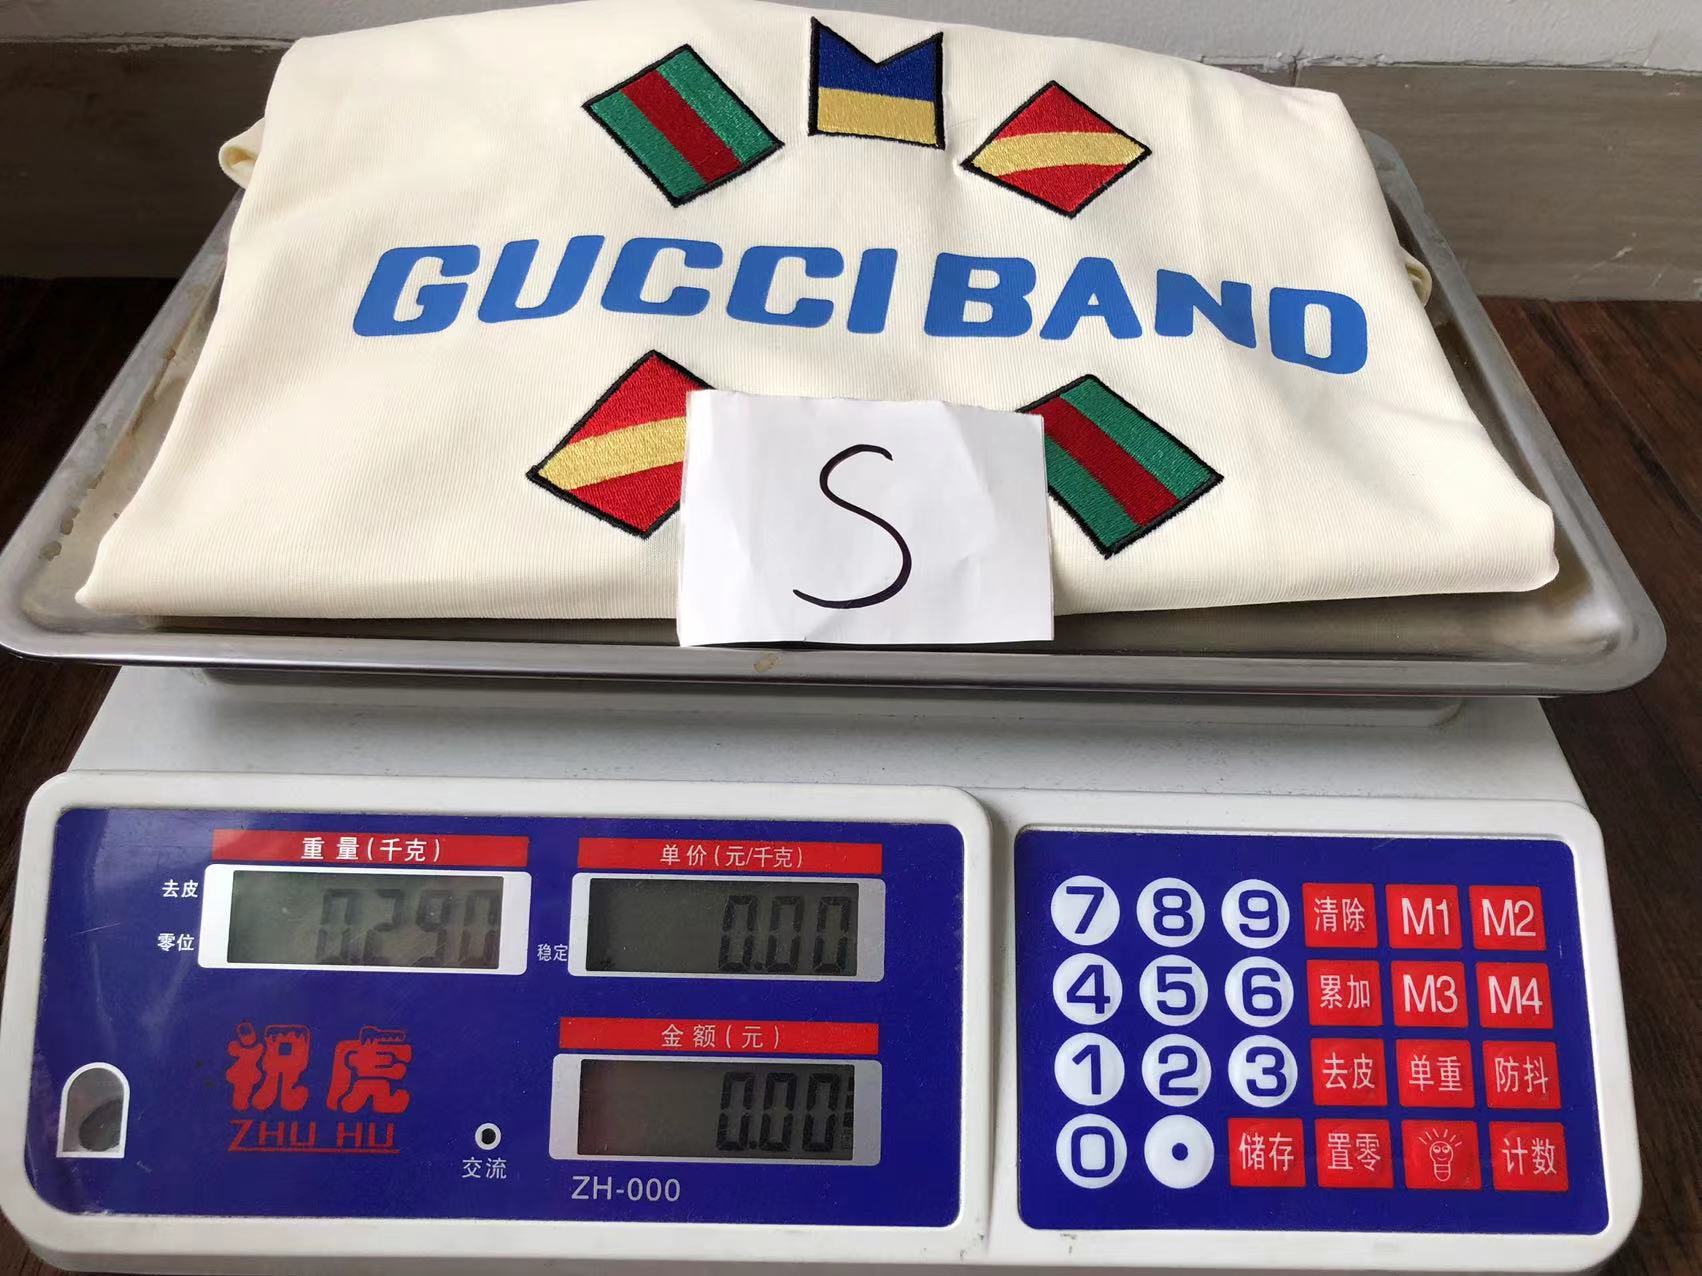 GUCCI BAND
S
重量(千克)
单价(元/千克)
去皮
0.290
0.00
零位
稳定
金额(元)
0.00
祝虎
ZHU HU
交流
ZH-000
7 8 9 清除 M1 M2
4 5 6 累加 M3 M4
1 2 3 去皮 单重 防抖
0 . 储存 置零 计数